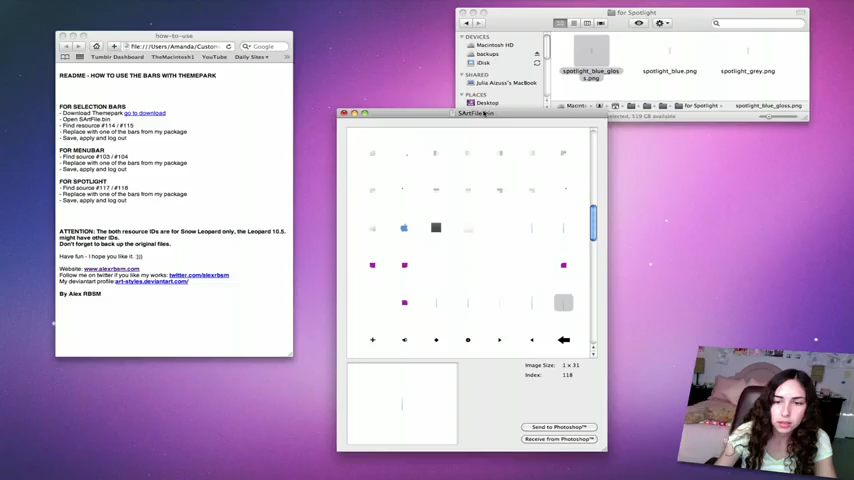 how-to-use
file:///Users/Amanda/Custom
Google
Tumblr Dashboard TheMacintosh1 YouTube Daily Sites
README - HOW TO USE THE BARS WITH THEMEPARK
FOR SELECTION BARS
- Download Themepark go to download
- Open SArtFile.bin
- Find resource #114 / #115
- Replace with one of the bars from my package
- Save, apply and log out
FOR MENUBAR
- Find source #103 / #104
- Replace with one of the bars from my package
- Save, apply and log out
FOR SPOTLIGHT
- Find source #117 / #118
- Replace with one of the bars from my package
- Save, apply and log out
ATTENTION: The both resource IDs are for Snow Leopard only, the Leopard 10.5.
might have other IDs.
Don't forget to back up the original files.
Have fun - I hope you like it. :)))
Website: www.alexrbsm.com
Follow me on twitter if you like my works: twitter.com/alexrbsm
My deviantart profile:art-styles.deviantart.com/
By Alex RBSM
for Spotlight
DEVICES
Macintosh HD
backups
iDisk
SHARED
Julia Aizuss's MacBook
PLACES
Desktop
spotlight_blue_glos
s.png
spotlight_blue.png
spotlight_grey.png
for Spotlight
spotlight_blue_gloss.png
selected, 519 GB available
SArtFile.bin
Image Size: 1 x 31
Index: 118
Send to Photoshop™
Receive from Photoshop™